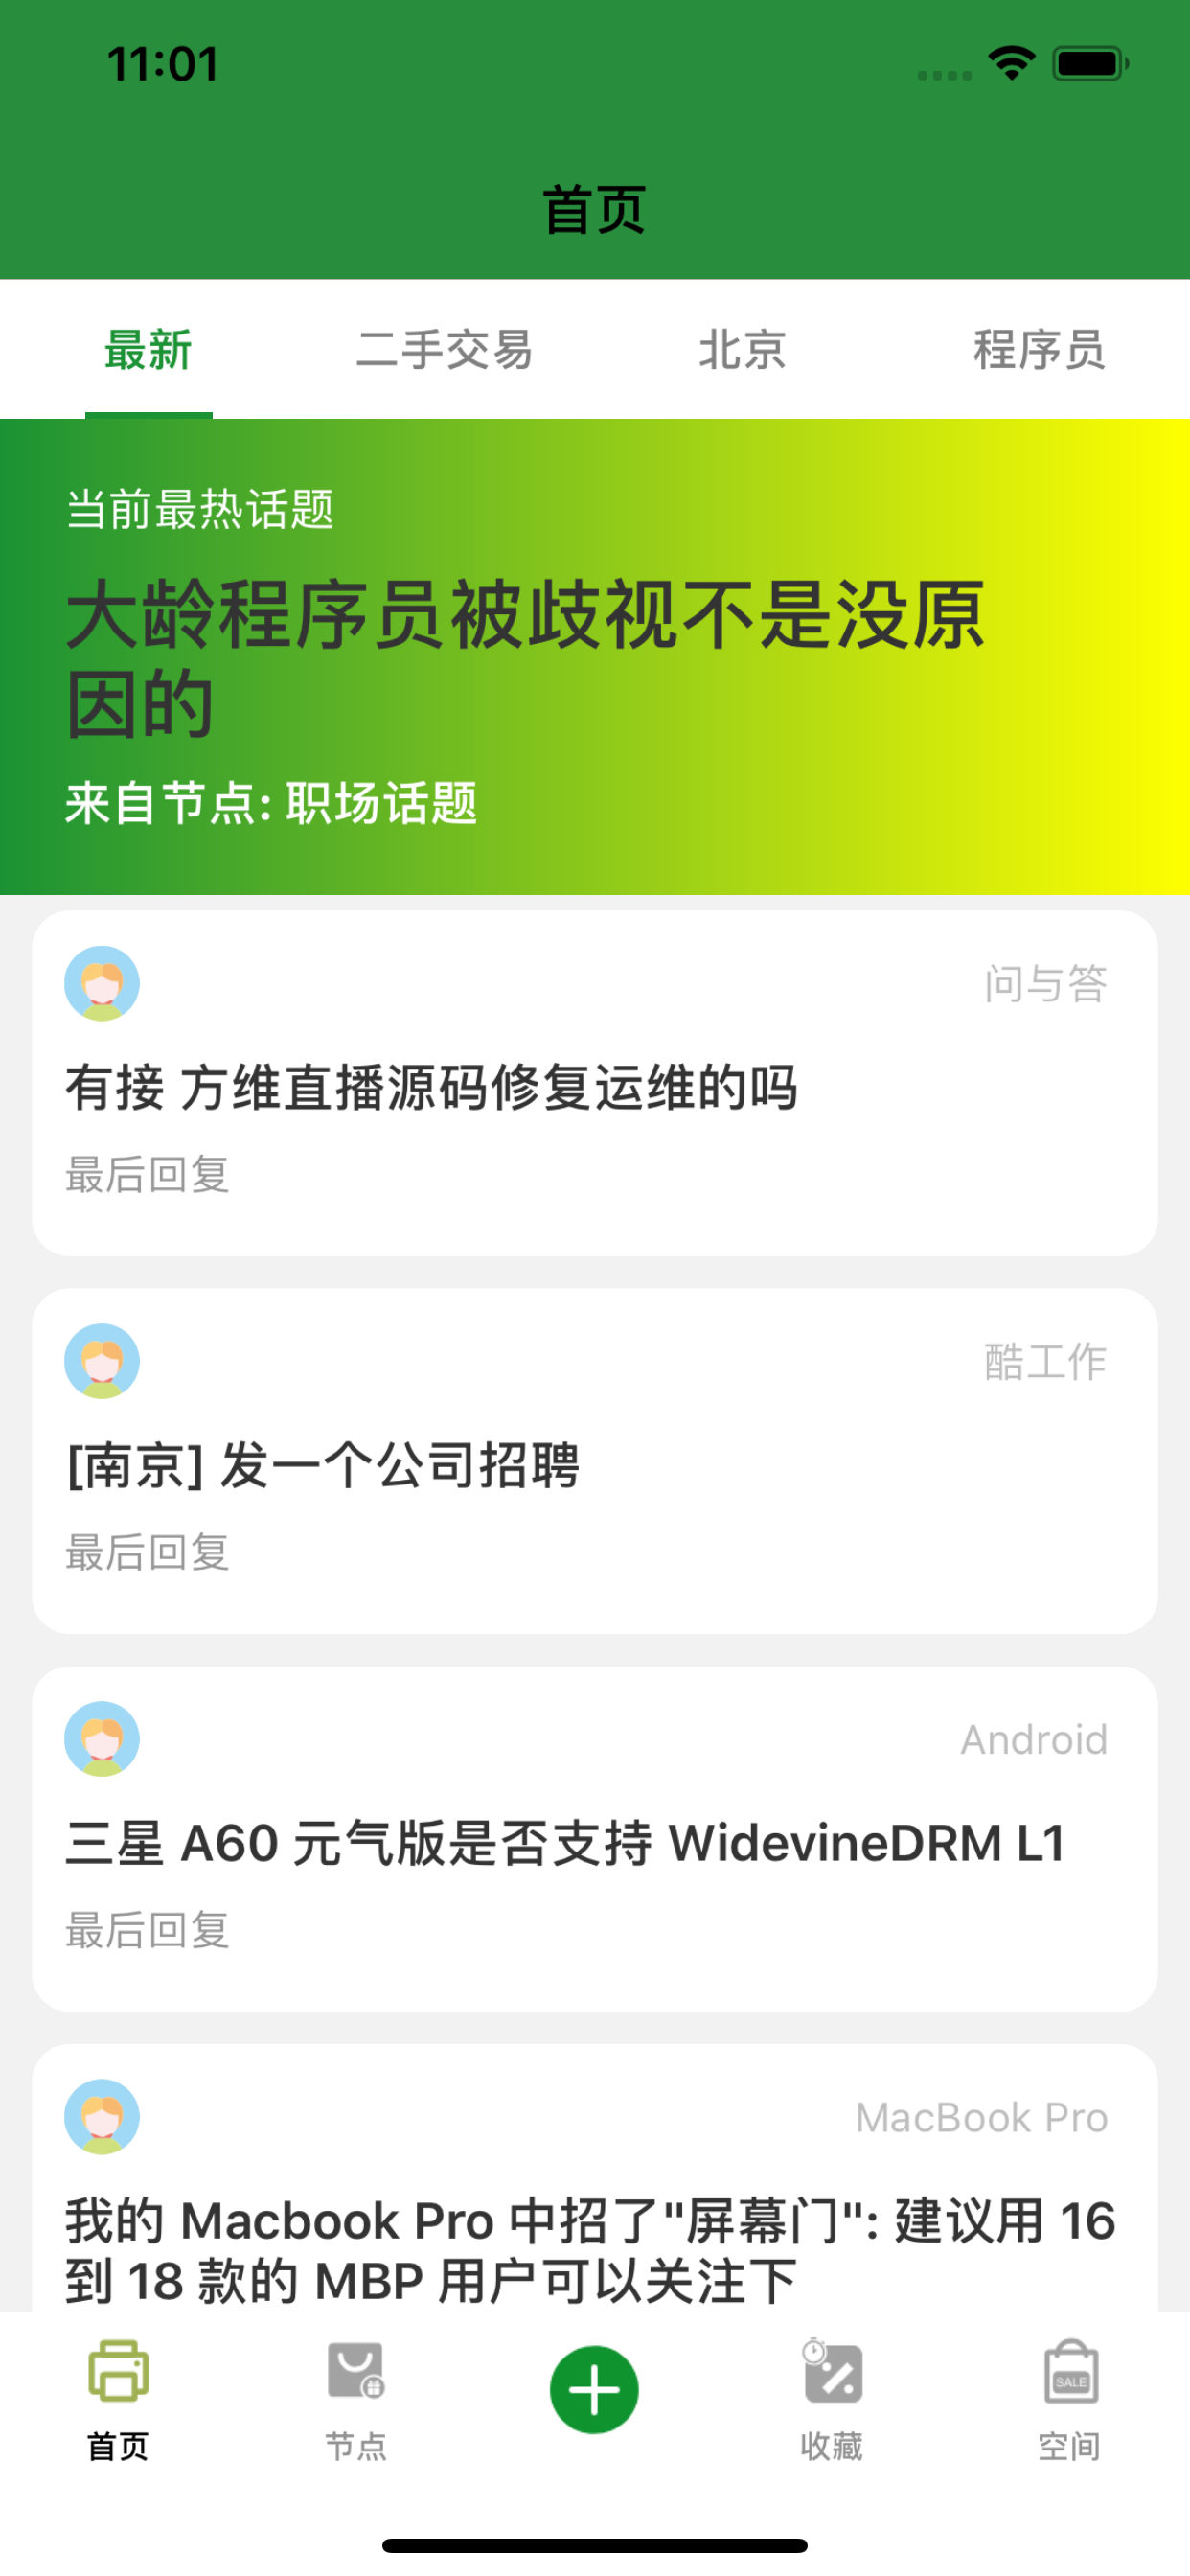 11:01
首页
最新 二手交易 北京 程序员
当前最热话题
大龄程序员被歧视不是没原
因的
来自节点: 职场话题
问与答
有接 方维直播源码修复运维的吗
最后回复
酷工作
[南京] 发一个公司招聘
最后回复
Android
三星 A60 元气版是否支持 WidevineDRM L1
最后回复
MacBook Pro
我的 Macbook Pro 中招了"屏幕门": 建议用 16
到 18 款的 MBP 用户可以关注下
SALE
首页 节点 收藏 空间